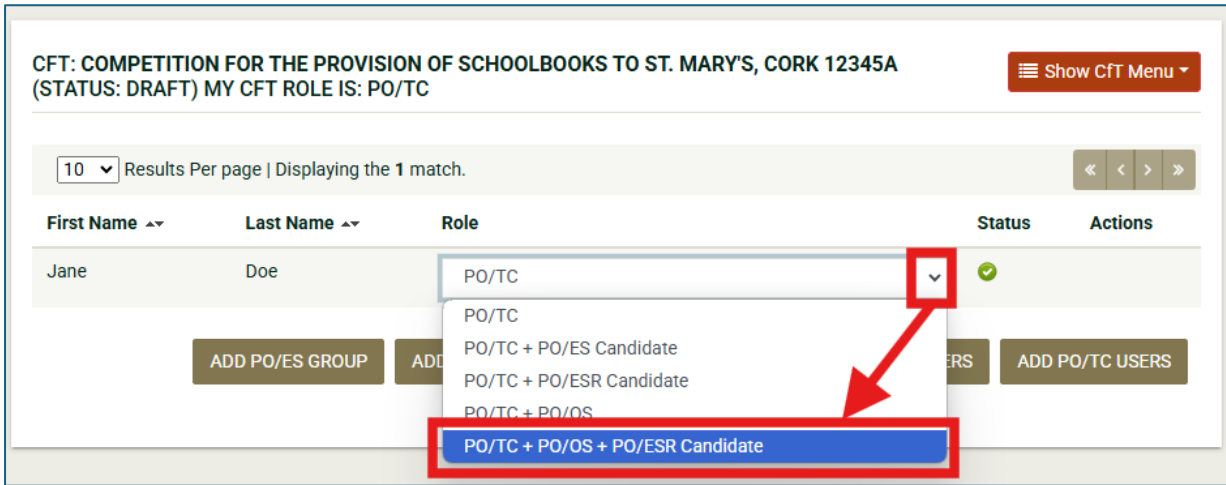 CFT: COMPETITION FOR THE PROVISION OF SCHOOLBOOKS TO ST. MARY'S, CORK 12345A
(STATUS: DRAFT) MY CFT ROLE IS: PO/TC
Show CfT Menu
10 Results Per page | Displaying the 1 match.
« < > »
First Name Last Name Role Status Actions
Jane Doe PO/TC
PO/TC
PO/TC + PO/ES Candidate
PO/TC + PO/ESR Candidate
PO/TC + PO/OS
PO/TC + PO/OS + PO/ESR Candidate
ADD PO/ES GROUP ADD ERS ADD PO/TC USERS